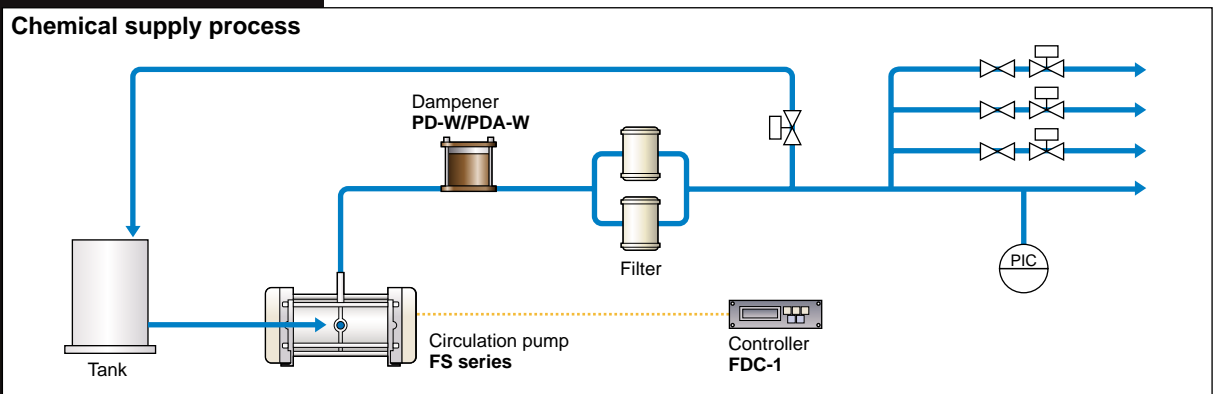 Chemical supply process
Dampener
PD-W/PDA-W
Filter
PIC
Tank
Circulation pump
FS series
Controller
FDC-1